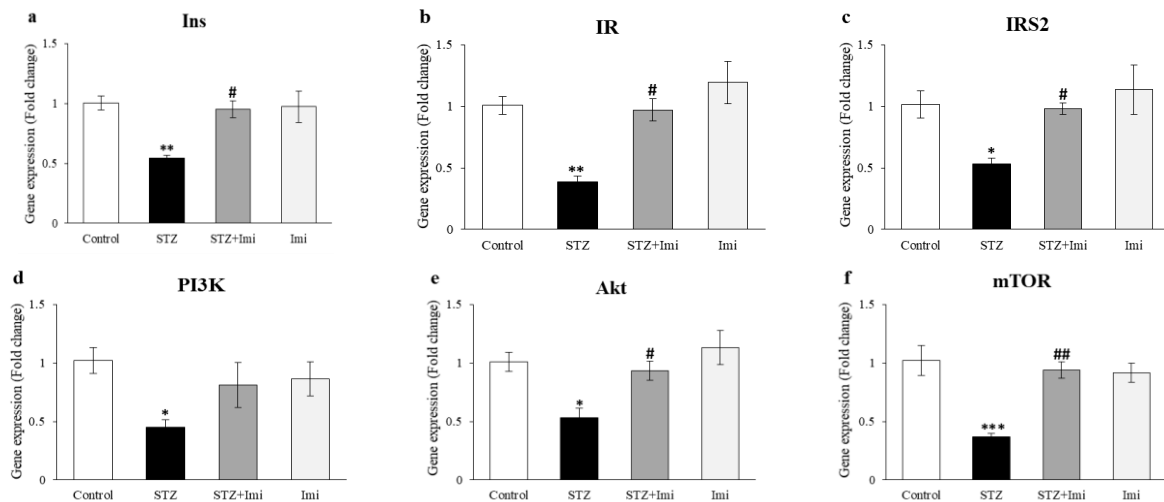 a
Ins
Gene expression (Fold change)
1.5
1
0.5
0
#
**
Control STZ STZ+Imi Imi
b
IR
Gene expression (Fold change)
1.5
1
0.5
0
#
**
Control STZ STZ+Imi Imi
c
IRS2
Gene expression (Fold change)
1.5
1
0.5
0
#
*
Control STZ STZ+Imi Imi
d
PI3K
Gene expression (Fold change)
1.5
1
0.5
0
*
Control STZ STZ+Imi Imi
e
Akt
Gene expression (Fold change)
1.5
1
0.5
0
#
*
Control STZ STZ+Imi Imi
f
mTOR
Gene expression (Fold change)
1.5
1
0.5
0
##
***
Control STZ STZ+Imi Imi